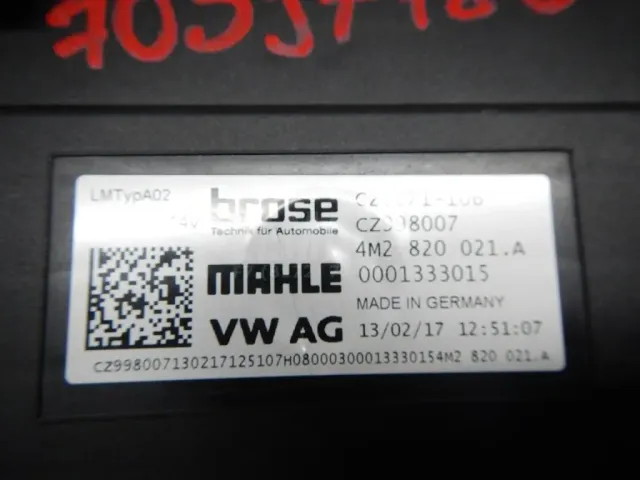 LMTypA02
brose
Technik für Automobile
CZ998007
4M2 820 021.A
MAHLE
0001333015
MADE IN GERMANY
VW AG
13/02/17 12:51:07
CZ998007130217125107H08000300013330154M2 820 021.A